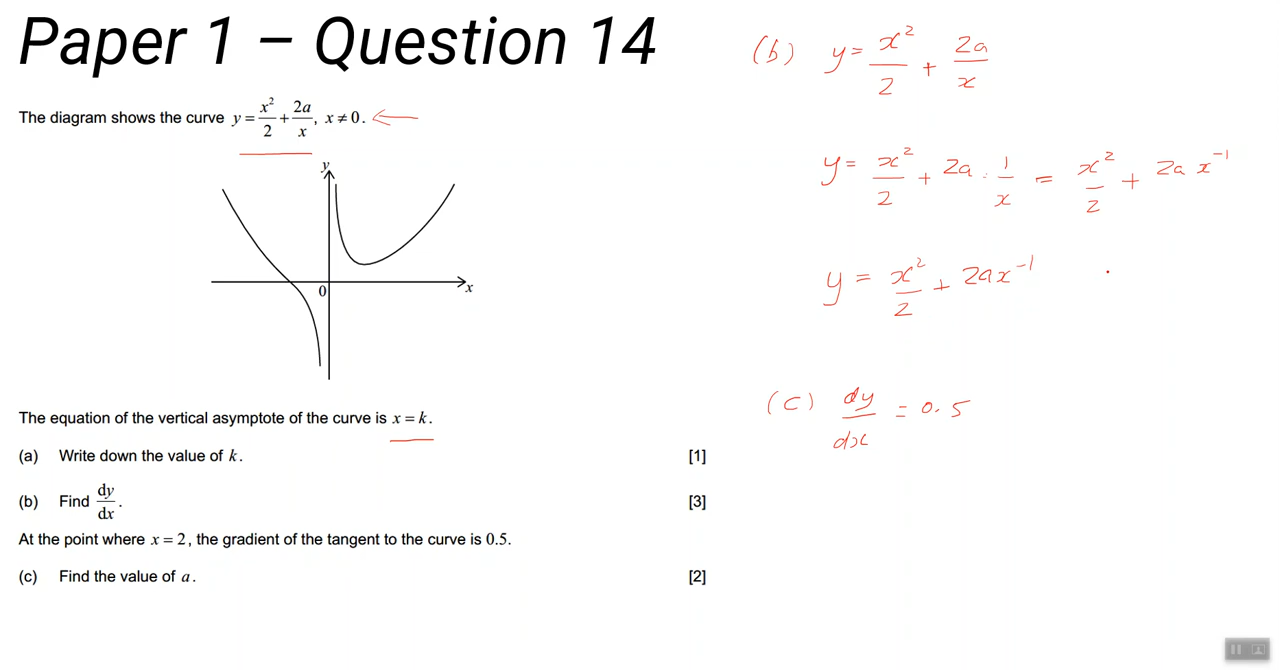 Paper 1 – Question 14
The diagram shows the curve y = x²/2 + 2a/x, x ≠ 0.
y
0
x
The equation of the vertical asymptote of the curve is x = k.
(a) Write down the value of k. [1]
(b) Find dy/dx. [3]
At the point where x = 2, the gradient of the tangent to the curve is 0.5.
(c) Find the value of a. [2]
(b) y = x²/2 + 2a/x
y = x²/2 + 2a · 1/x = x²/2 + 2a x⁻¹
y = x²/2 + 2ax⁻¹
(c) dy/dx = 0.5